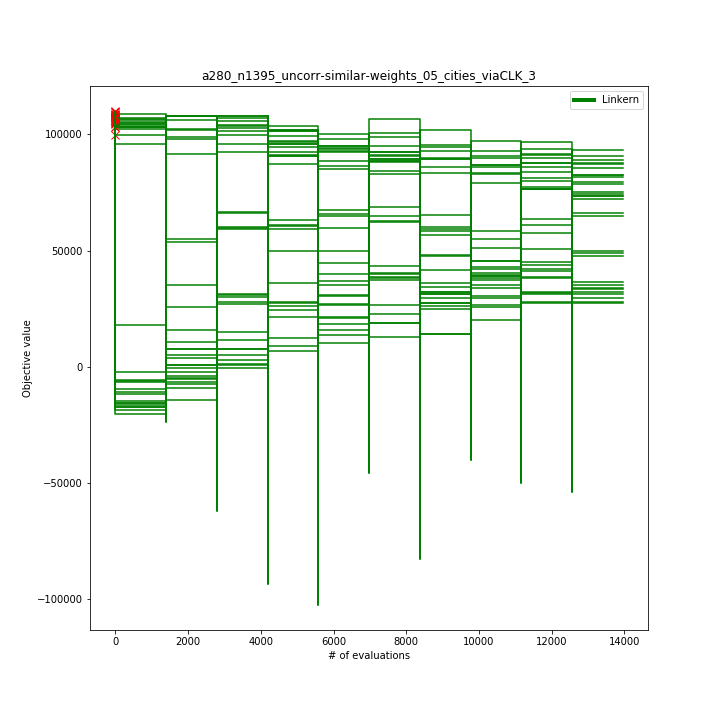 a280_n1395_uncorr-similar-weights_05_cities_viaCLK_3
Linkern
100000
50000
0
−50000
−100000
Objective value
0 2000 4000 6000 8000 10000 12000 14000
# of evaluations